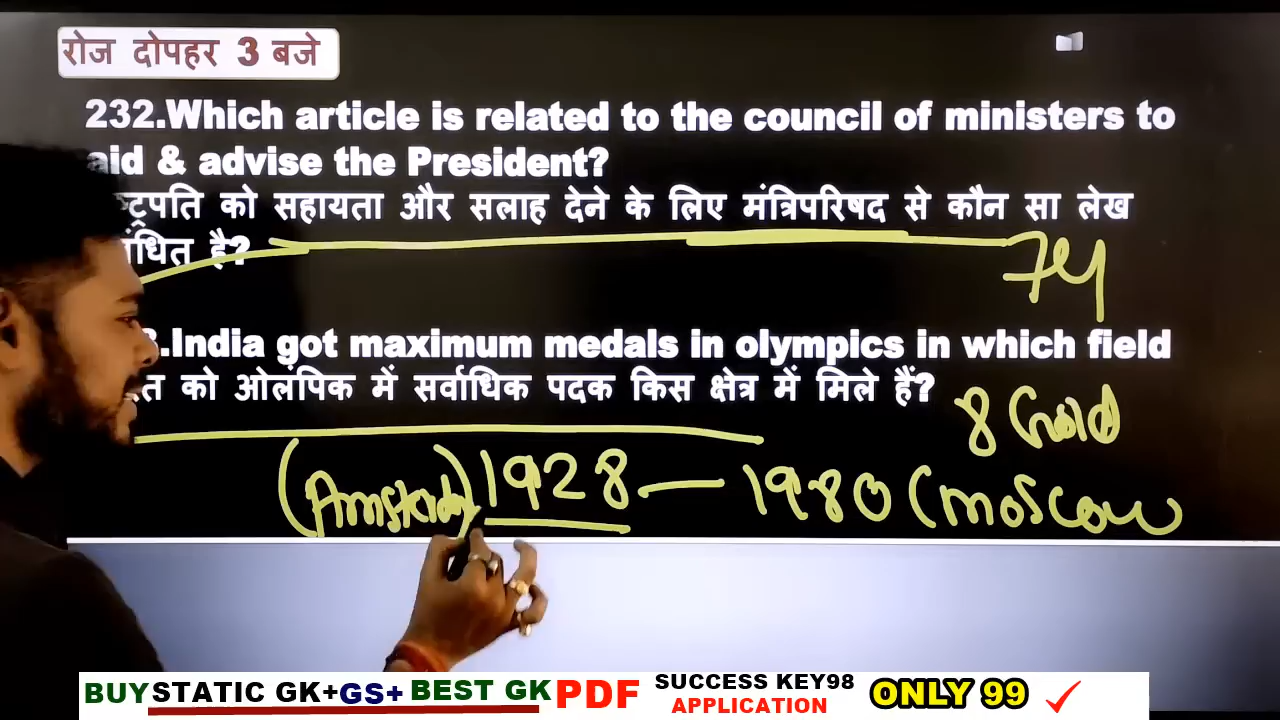 रोज दोपहर 3 बजे
232.Which article is related to the council of ministers to
aid & advise the President?
को सहायता और सलाह देने के लिए मंत्रिपरिषद से कौन सा लेख
है?
74
.India got maximum medals in olympics in which field
को ओलंपिक में सर्वाधिक पदक किस क्षेत्र में मिले हैं?
8 Gold
1928 — 1980 (Moscow
BUY STATIC GK+GS+ BEST GK PDF SUCCESS KEY98 APPLICATION ONLY 99